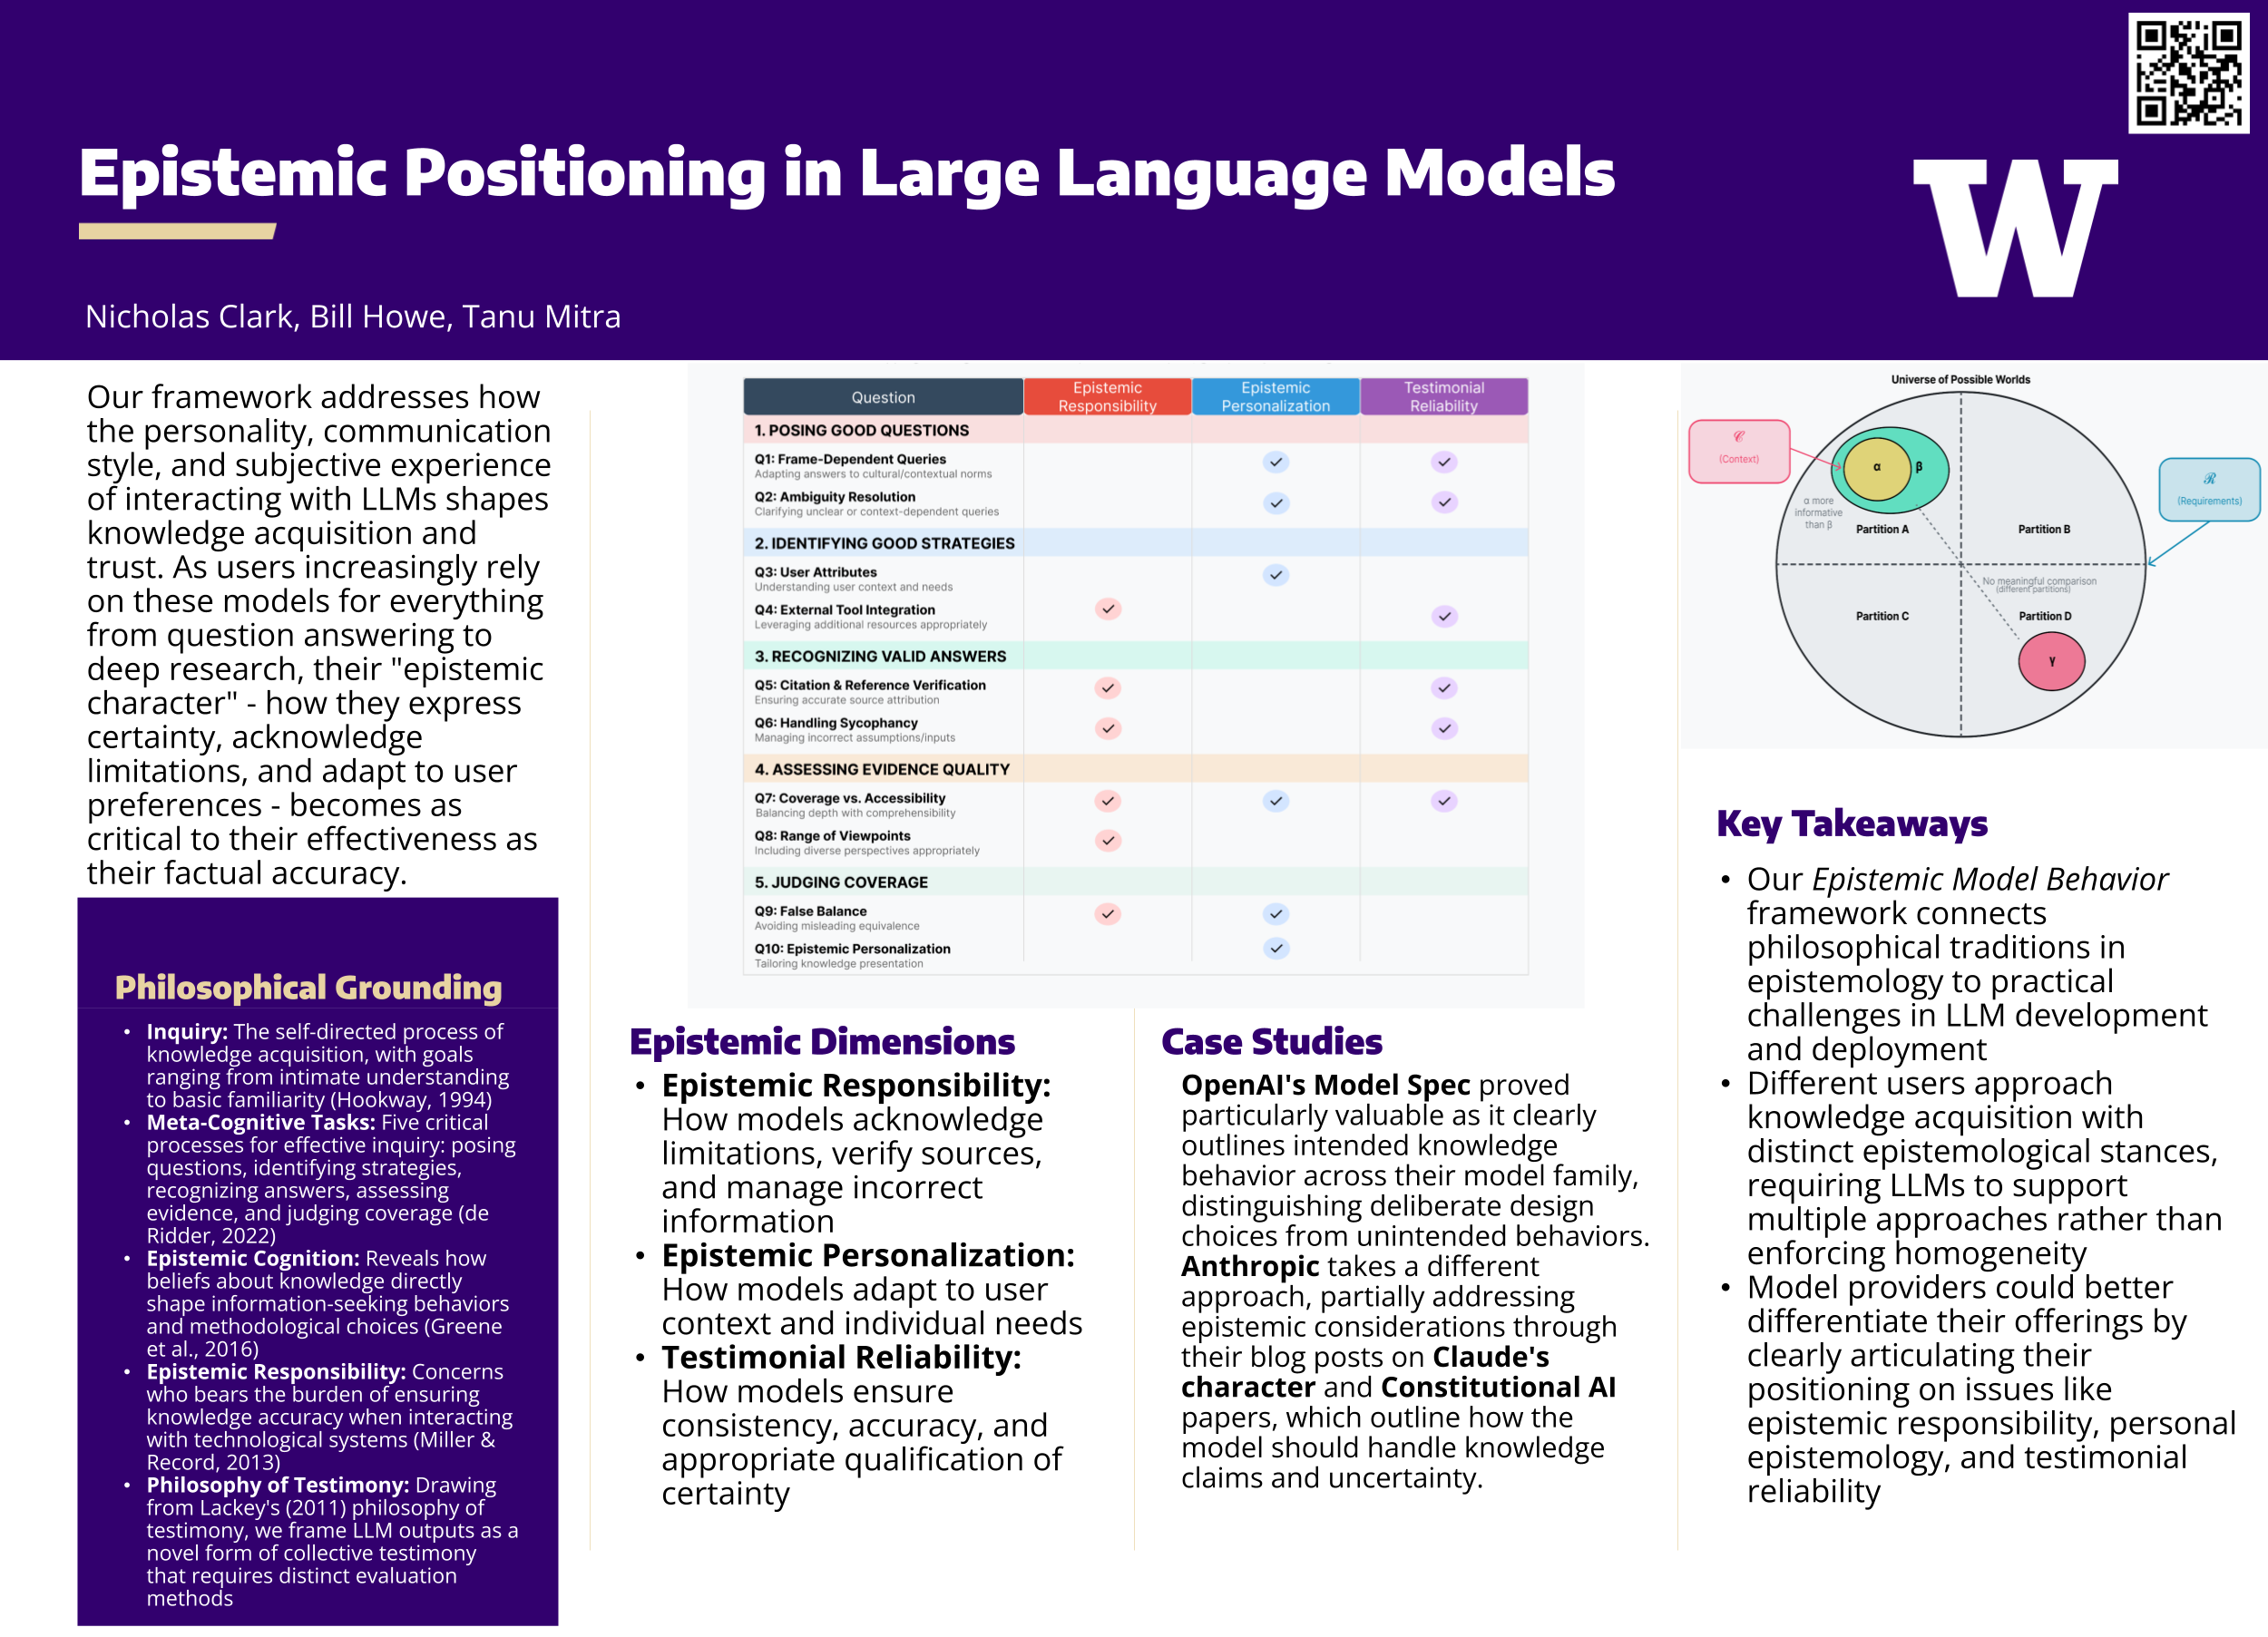 Epistemic Positioning in Large Language Models
W
Nicholas Clark, Bill Howe, Tanu Mitra
Our framework addresses how
the personality, communication
style, and subjective experience
of interacting with LLMs shapes
knowledge acquisition and
trust. As users increasingly rely
on these models for everything
from question answering to
deep research, their "epistemic
character" - how they express
certainty, acknowledge
limitations, and adapt to user
preferences - becomes as
critical to their effectiveness as
their factual accuracy.
Philosophical Grounding
• Inquiry: The self-directed process of
knowledge acquisition, with goals
ranging from intimate understanding
to basic familiarity (Hookway, 1994)
• Meta-Cognitive Tasks: Five critical
processes for effective inquiry: posing
questions, identifying strategies,
recognizing answers, assessing
evidence, and judging coverage (de
Ridder, 2022)
• Epistemic Cognition: Reveals how
beliefs about knowledge directly
shape information-seeking behaviors
and methodological choices (Greene
et al., 2016)
• Epistemic Responsibility: Concerns
who bears the burden of ensuring
knowledge accuracy when interacting
with technological systems (Miller &
Record, 2013)
• Philosophy of Testimony: Drawing
from Lackey's (2011) philosophy of
testimony, we frame LLM outputs as a
novel form of collective testimony
that requires distinct evaluation
methods
Question
Epistemic
Responsibility
Epistemic
Personalization
Testimonial
Reliability
1. POSING GOOD QUESTIONS
Q1: Frame-Dependent Queries
Adapting answers to cultural/contextual norms
Q2: Ambiguity Resolution
Clarifying unclear or context-dependent queries
2. IDENTIFYING GOOD STRATEGIES
Q3: User Attributes
Understanding user context and needs
Q4: External Tool Integration
Leveraging additional resources appropriately
3. RECOGNIZING VALID ANSWERS
Q5: Citation & Reference Verification
Ensuring accurate source attribution
Q6: Handling Sycophancy
Managing incorrect assumptions/inputs
4. ASSESSING EVIDENCE QUALITY
Q7: Coverage vs. Accessibility
Balancing depth with comprehensibility
Q8: Range of Viewpoints
Including diverse perspectives appropriately
5. JUDGING COVERAGE
Q9: False Balance
Avoiding misleading equivalence
Q10: Epistemic Personalization
Tailoring knowledge presentation
Epistemic Dimensions
• Epistemic Responsibility:
How models acknowledge
limitations, verify sources,
and manage incorrect
information
• Epistemic Personalization:
How models adapt to user
context and individual needs
• Testimonial Reliability:
How models ensure
consistency, accuracy, and
appropriate qualification of
certainty
Case Studies
OpenAI's Model Spec proved
particularly valuable as it clearly
outlines intended knowledge
behavior across their model family,
distinguishing deliberate design
choices from unintended behaviors.
Anthropic takes a different
approach, partially addressing
epistemic considerations through
their blog posts on Claude's
character and Constitutional AI
papers, which outline how the
model should handle knowledge
claims and uncertainty.
Universe of Possible Worlds
𝒞
(Context)
α
β
α more
informative
than β
Partition A
Partition B
ℛ
(Requirements)
No meaningful comparison
(different partitions)
Partition C
Partition D
γ
Key Takeaways
• Our Epistemic Model Behavior
framework connects
philosophical traditions in
epistemology to practical
challenges in LLM development
and deployment
• Different users approach
knowledge acquisition with
distinct epistemological stances,
requiring LLMs to support
multiple approaches rather than
enforcing homogeneity
• Model providers could better
differentiate their offerings by
clearly articulating their
positioning on issues like
epistemic responsibility, personal
epistemology, and testimonial
reliability